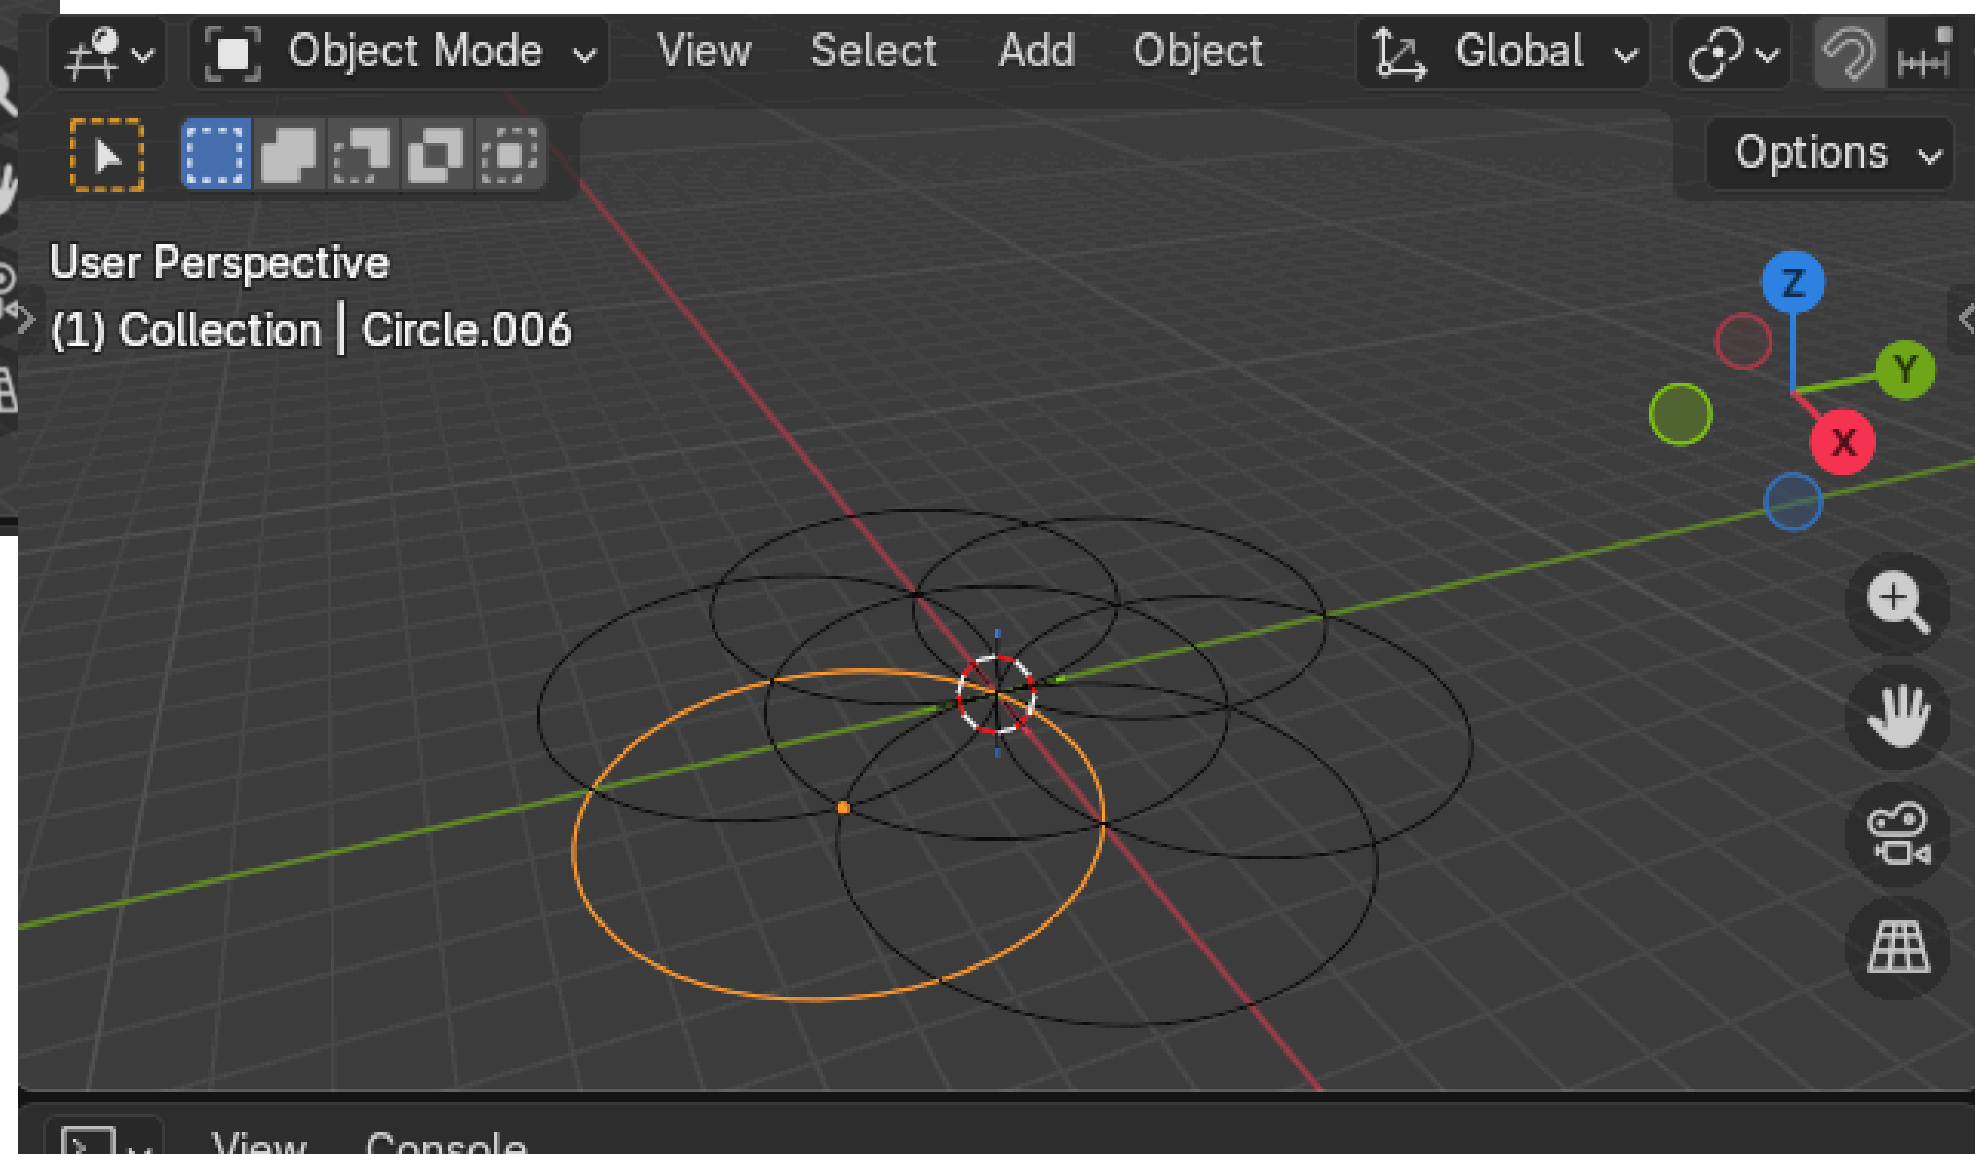 Object Mode View Select Add Object Global
Options
User Perspective
(1) Collection | Circle.006
Z
Y
X
View Console